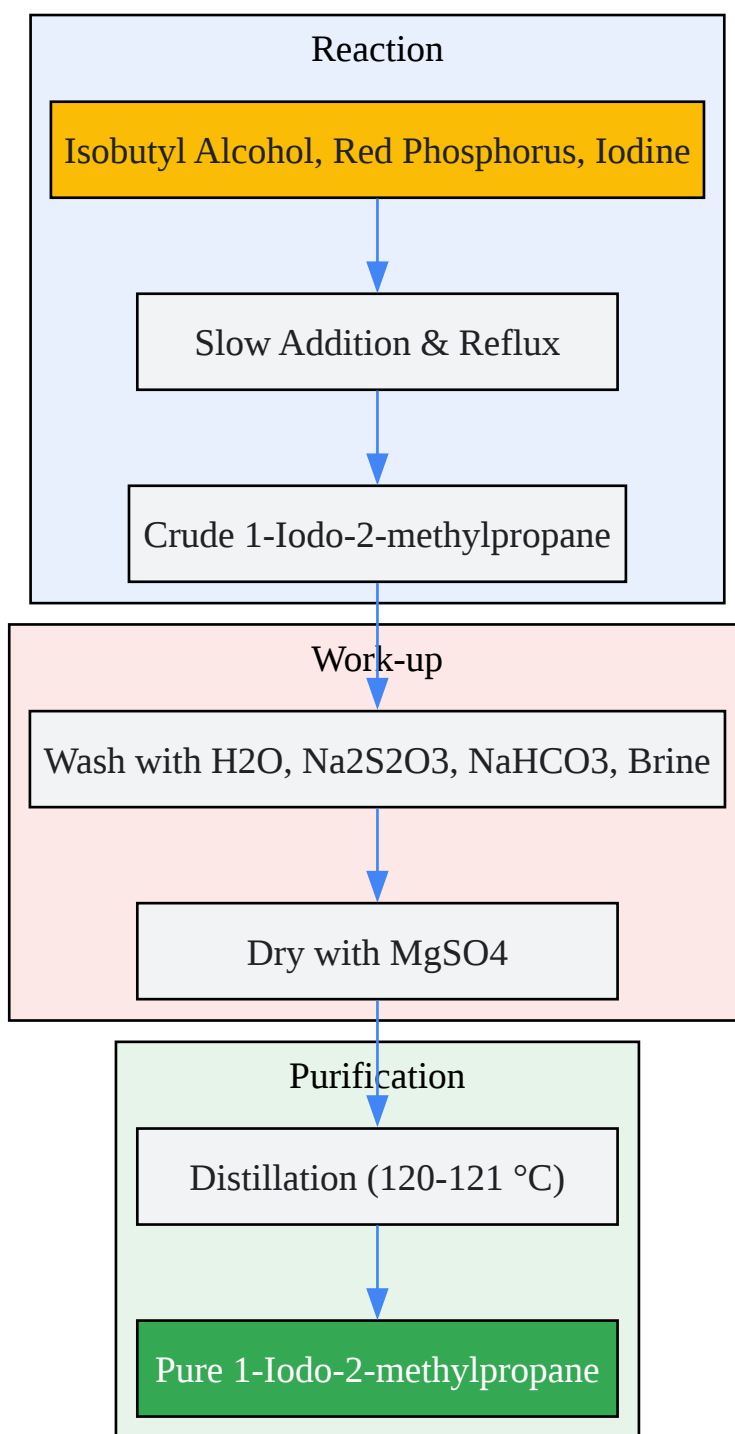 Reaction
Isobutyl Alcohol, Red Phosphorus, Iodine
Slow Addition & Reflux
Crude 1-Iodo-2-methylpropane
Work-up
Wash with H2O, Na2S2O3, NaHCO3, Brine
Dry with MgSO4
Purification
Distillation (120-121 °C)
Pure 1-Iodo-2-methylpropane